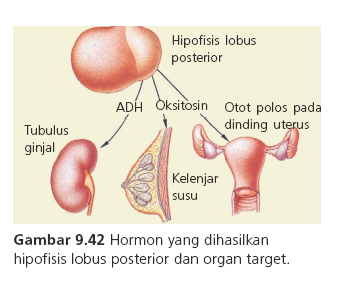 Hipofisis lobus
posterior
ADH Oksitosin
Otot polos pada
dinding uterus
Tubulus
ginjal
Kelenjar
susu
Gambar 9.42 Hormon yang dihasilkan
hipofisis lobus posterior dan organ target.